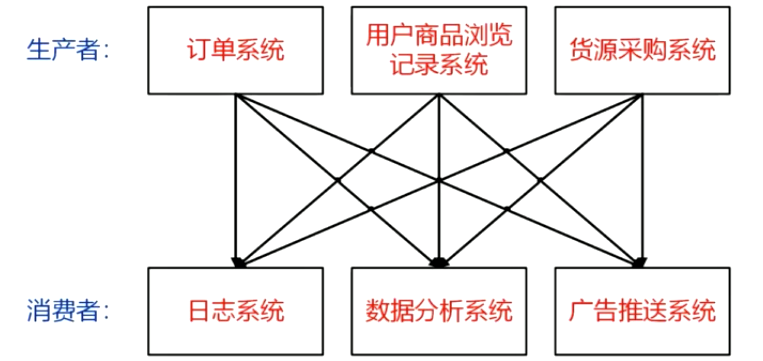 生产者：
订单系统
用户商品浏览
记录系统
货源采购系统
消费者：
日志系统
数据分析系统
广告推送系统